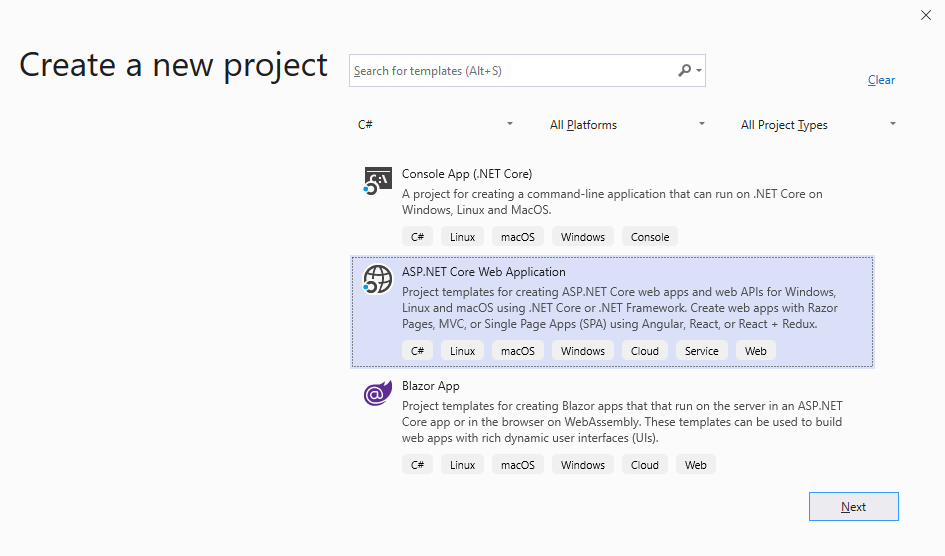 Create a new project
Search for templates (Alt+S)
Clear
C#
All Platforms
All Project Types
C:\
Console App (.NET Core)
A project for creating a command-line application that can run on .NET Core on
Windows, Linux and MacOS.
C# Linux macOS Windows Console
ASP.NET Core Web Application
Project templates for creating ASP.NET Core web apps and web APIs for Windows,
Linux and macOS using .NET Core or .NET Framework. Create web apps with Razor
Pages, MVC, or Single Page Apps (SPA) using Angular, React, or React + Redux.
C# Linux macOS Windows Cloud Service Web
@
Blazor App
Project templates for creating Blazor apps that that run on the server in an ASP.NET
Core app or in the browser on WebAssembly. These templates can be used to build
web apps with rich dynamic user interfaces (UIs).
C# Linux macOS Windows Cloud Web
Next